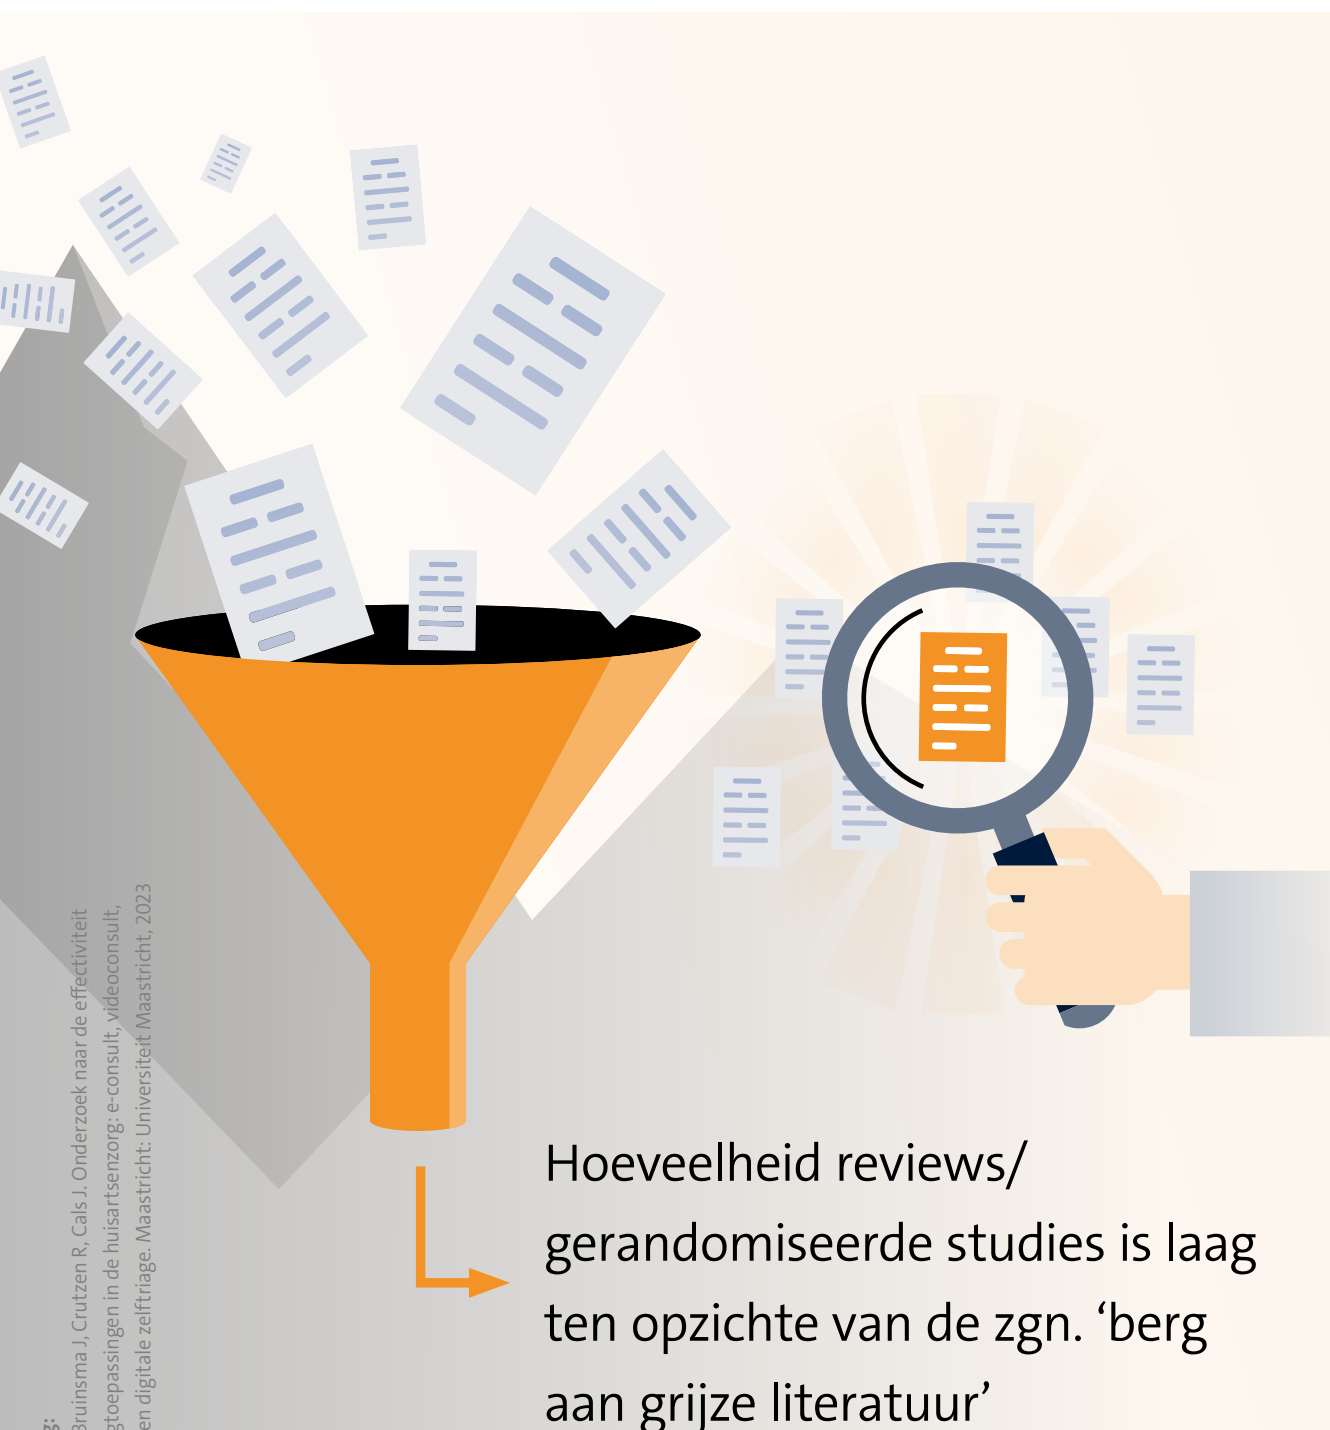 Hoeveelheid reviews/
gerandomiseerde studies is laag
ten opzichte van de zgn. ‘berg
aan grijze literatuur’
Bruinsma J, Crutzen R, Cals J. Onderzoek naar de effectiviteit
gtoepassingen in de huisartsenzorg: e-consult, videoconsult,
en digitale zelftriage. Maastricht: Universiteit Maastricht, 2023